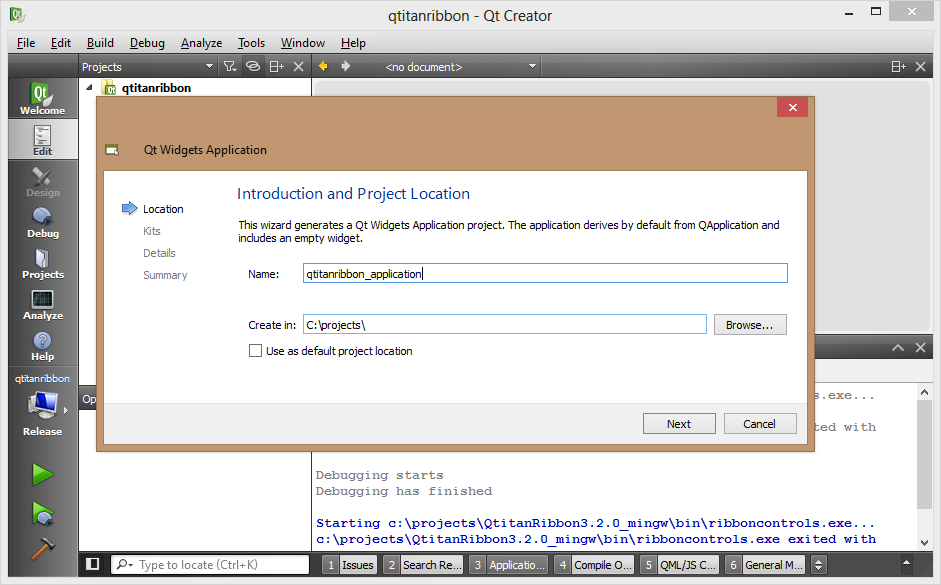 qtitanribbon - Qt Creator
File Edit Build Debug Analyze Tools Window Help
Projects <no document>
qtitanribbon
Welcome
Edit
Design
Debug
Projects
Analyze
Help
qtitanribbon
Release
Qt Widgets Application
Location
Kits
Details
Summary
Introduction and Project Location
This wizard generates a Qt Widgets Application project. The application derives by default from QApplication and
includes an empty widget.
Name: qtitanribbon_application
Create in: C:\projects\ Browse...
Use as default project location
Next Cancel
Op
s.exe...
ted with
Debugging starts
Debugging has finished
Starting c:\projects\QtitanRibbon3.2.0_mingw\bin\ribboncontrols.exe...
c:\projects\QtitanRibbon3.2.0_mingw\bin\ribboncontrols.exe exited with
Type to locate (Ctrl+K) 1 Issues 2 Search Re... 3 Applicatio... 4 Compile O... 5 QML/JS C... 6 General M...